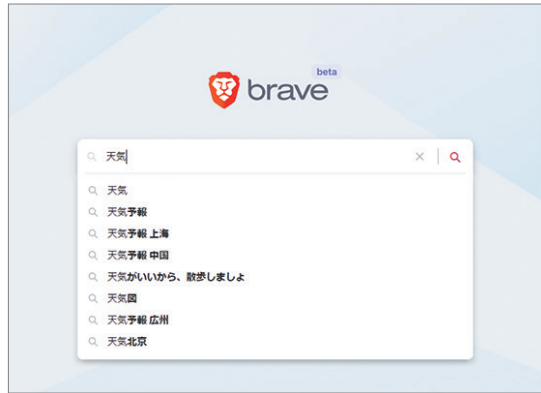 beta
brave
天気
天気
天気予報
天気予報 上海
天気予報 中国
天気がいいから、散歩しましょ
天気図
天気予報 広州
天気北京